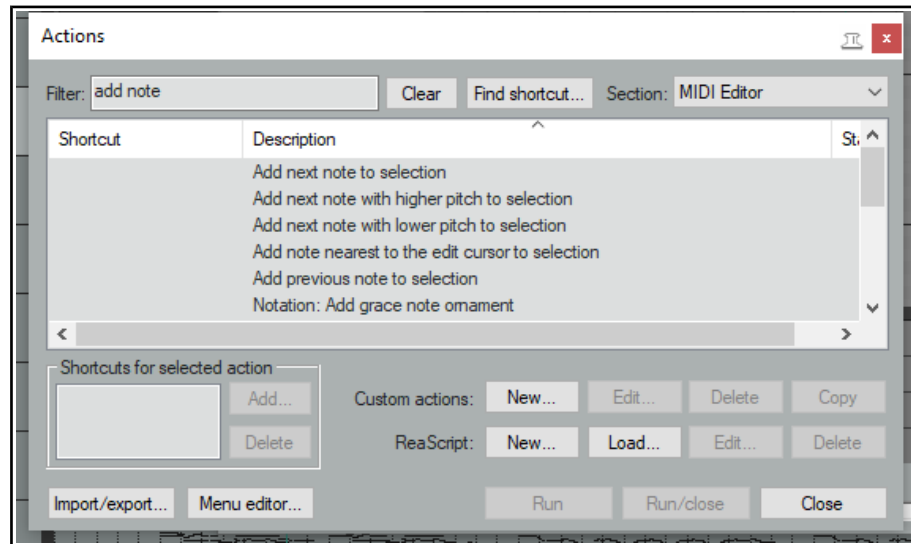 Actions
Filter: add note Clear Find shortcut... Section: MIDI Editor
Shortcut Description Sta
Add next note to selection
Add next note with higher pitch to selection
Add next note with lower pitch to selection
Add note nearest to the edit cursor to selection
Add previous note to selection
Notation: Add grace note ornament
Shortcuts for selected action
Add... Custom actions: New... Edit... Delete Copy
Delete ReaScript: New... Load... Edit... Delete
Import/export... Menu editor... Run Run/close Close